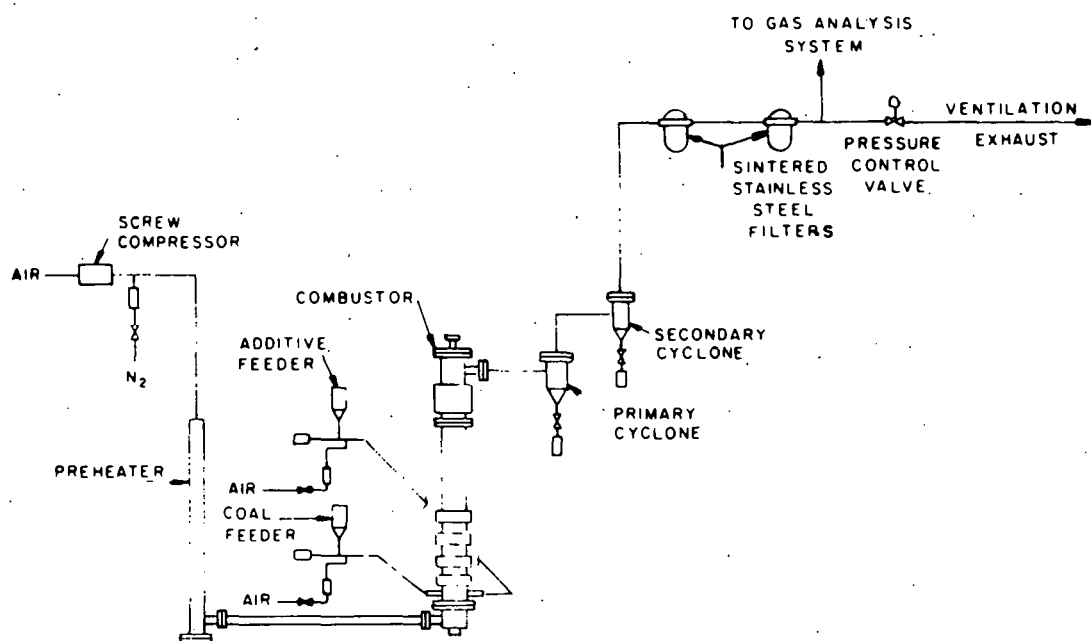 TO GAS ANALYSIS
SYSTEM
VENTILATION
EXHAUST
PRESSURE
CONTROL
VALVE
SINTERED
STAINLESS
STEEL
FILTERS
SCREW
COMPRESSOR
AIR
N2
COMBUSTOR
ADDITIVE
FEEDER
SECONDARY
CYCLONE
PRIMARY
CYCLONE
PREHEATER
AIR
COAL
FEEDER
AIR